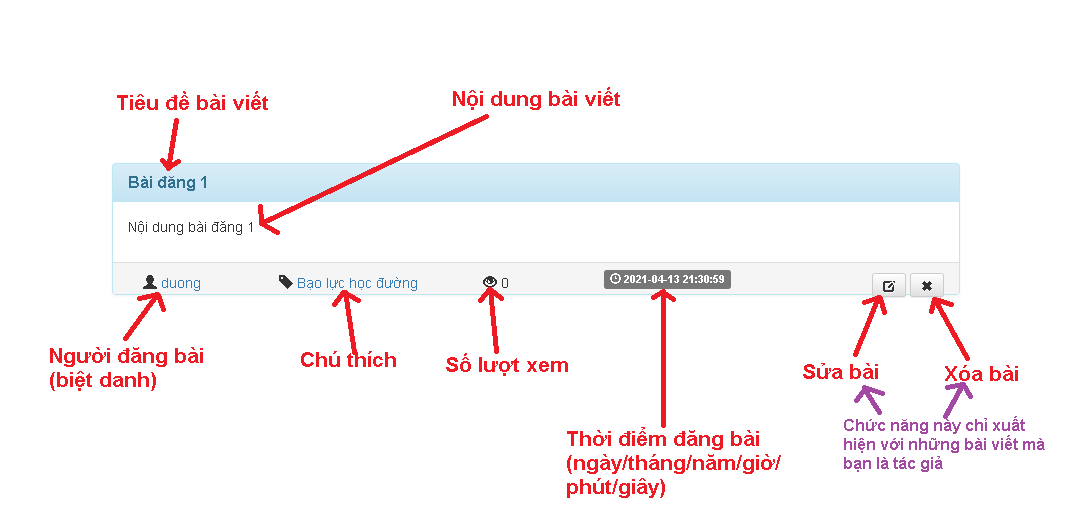 Tiêu đề bài viết
Nội dung bài viết
Bài đăng 1
Nội dung bài đăng 1
duong
Bạo lực học đường
0
2021-04-13 21:30:59
Người đăng bài
(biệt danh)
Chú thích
Số lượt xem
Sửa bài
Xóa bài
Thời điểm đăng bài
(ngày/tháng/năm/giờ/
phút/giây)
Chức năng này chỉ xuất
hiện với những bài viết mà
bạn là tác giả